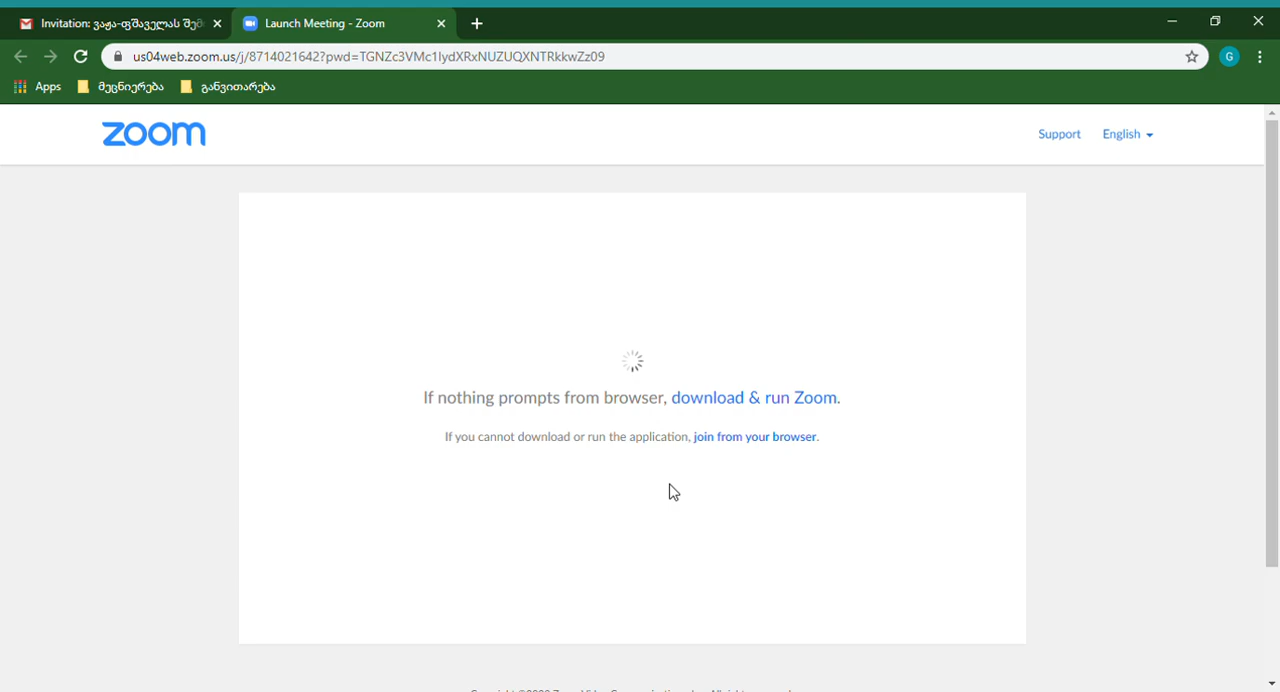 Invitation: ვაჟა-ფშაველას შემ
Launch Meeting - Zoom
us04web.zoom.us/j/8714021642?pwd=TGNZc3VMc1lydXRxNUZUQXNTRkkwZz09
G
Apps
მეცნიერება
განვითარება
zoom
Support
English
If nothing prompts from browser, download & run Zoom.
If you cannot download or run the application, join from your browser.